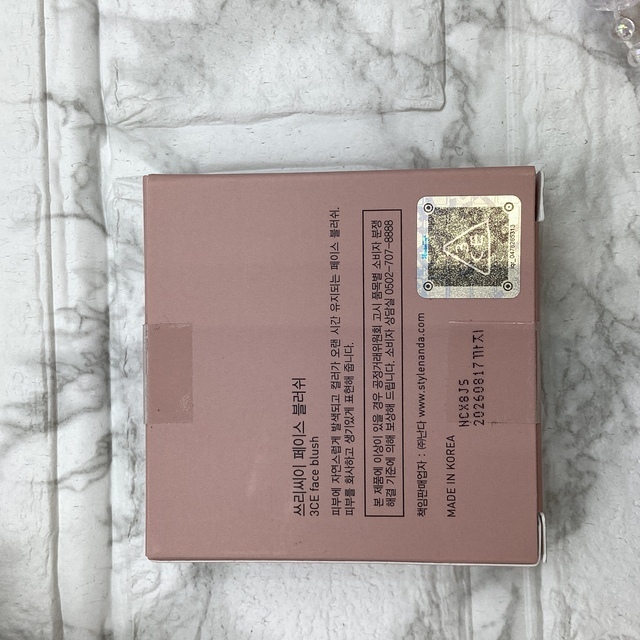 쓰리씨이 페이스 블러쉬
3CE face blush
피부에 자연스럽게 발색되고 컬러가 오랜 시간 유지되는 페이스 블러쉬.
피부를 화사하고 생기있게 표현해 줍니다.
본 제품에 이상이 있을 경우 공정거래위원회 고시 품목별 소비자 분쟁
해결 기준에 의해 보상해 드립니다. 소비자 상담실 0502-707-8888
책임판매업자 : ㈜난다 www.stylenanda.com
MADE IN KOREA
NCX8JS
20260817까지
3CE